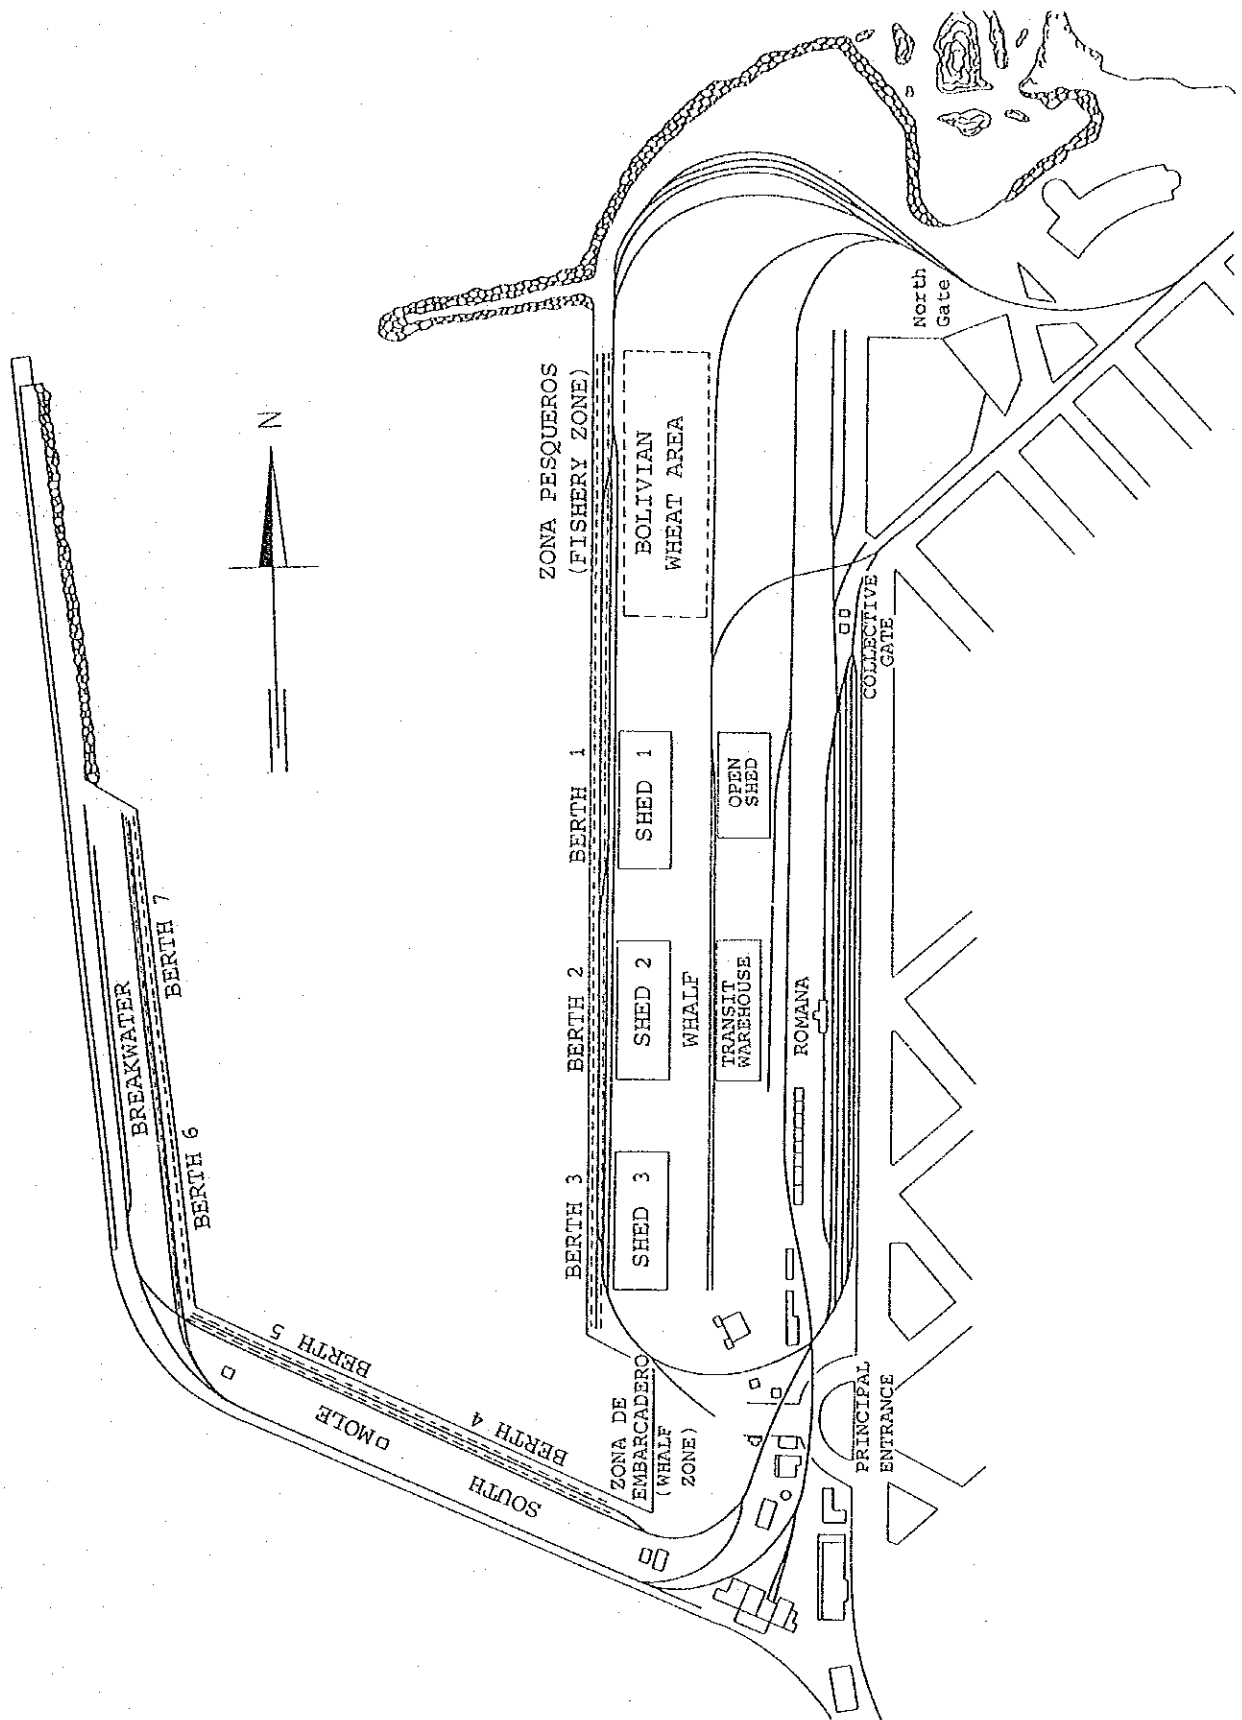 N
BREAKWATER
BERTH 7
BERTH 6
BERTH 5
BERTH 4
SOUTH
MOLE
ZONA PESQUEROS
(FISHERY ZONE)
BOLIVIAN
WHEAT AREA
North
Gate
BERTH 1
BERTH 2
BERTH 3
SHED 1
SHED 2
SHED 3
WHALF
OPEN
SHED
TRANSIT
WAREHOUSE
ROMANA
COLLECTIVE
GATE
ZONA DE
EMBARCADERO
(WHALF
ZONE)
PRINCIPAL
ENTRANCE